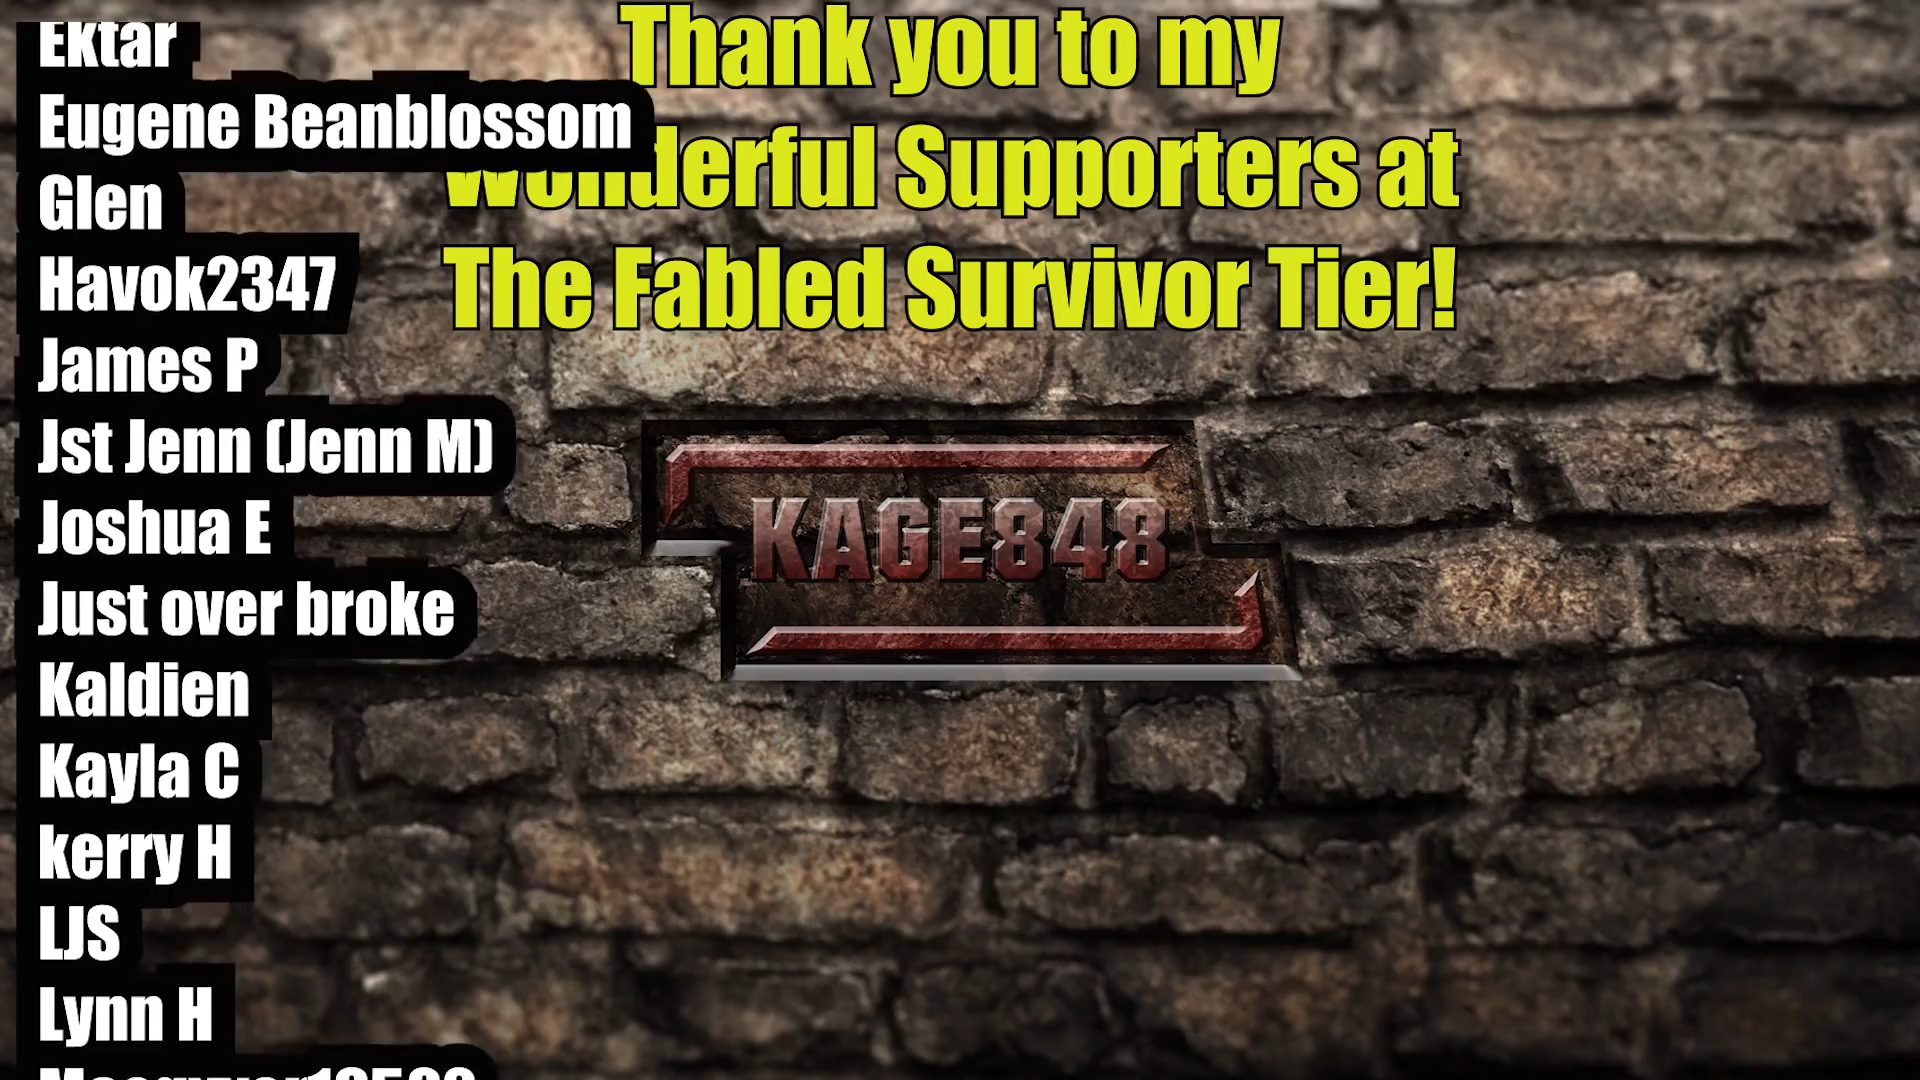 Thank you to my
Wonderful Supporters at
The Fabled Survivor Tier!
Ektar
Eugene Beanblossom
Glen
Havok2347
James P
Jst Jenn (Jenn M)
Joshua E
Just over broke
Kaldien
Kayla C
kerry H
LJS
Lynn H
KAGE848